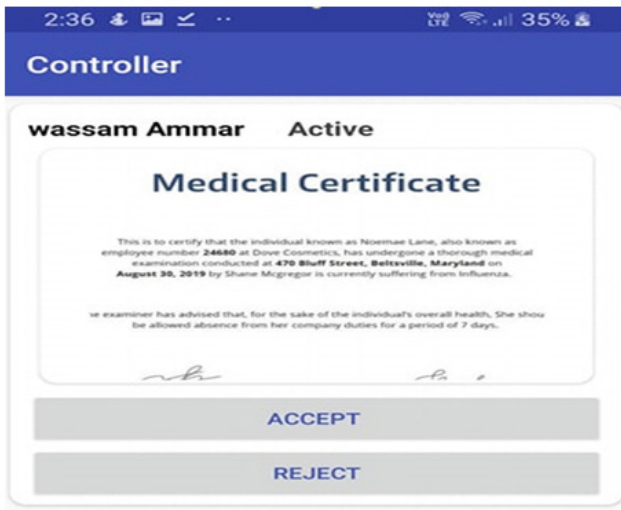 2:36 35%
Controller
wassam Ammar Active
Medical Certificate
This is to certify that the individual known as Noemae Lane, also known as
employee number 24680 at Dove Cosmetics, has undergone a thorough medical
examination conducted at 470 Bluff Street, Beltsville, Maryland on
August 30, 2019 by Shane Mcgregor is currently suffering from Influenza.
examiner has advised that, for the sake of the individual's overall health, She shou
be allowed absence from her company duties for a period of 7 days.
ACCEPT
REJECT